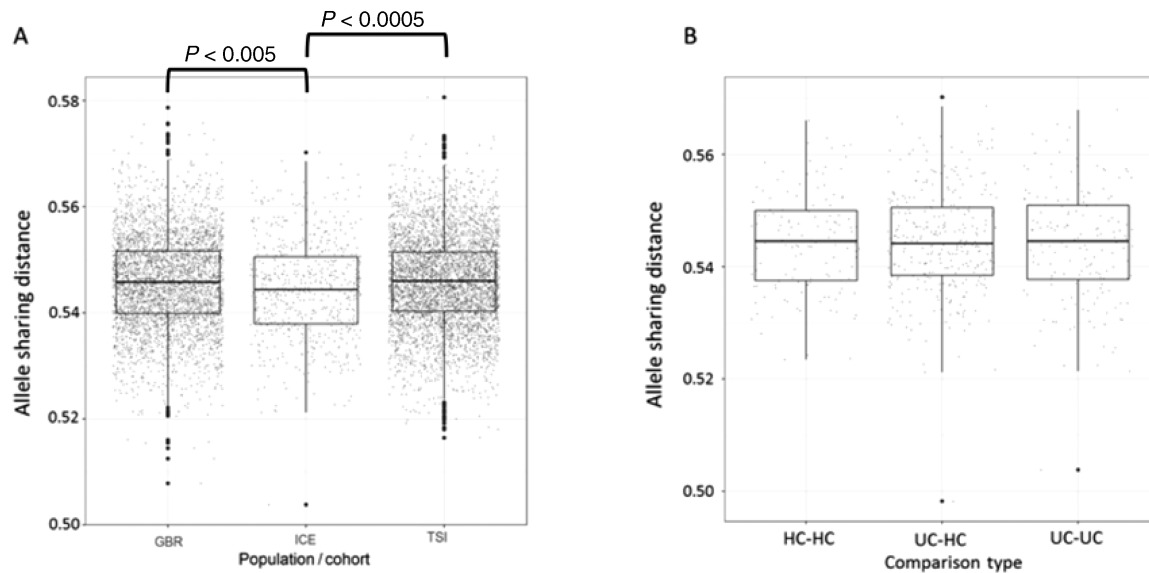 A
P < 0.005
P < 0.0005
Allele sharing distance
0.58
0.56
0.54
0.52
0.50
GBR
ICE
TSI
Population / cohort
B
Allele sharing distance
0.56
0.54
0.52
0.50
HC-HC
UC-HC
UC-UC
Comparison type